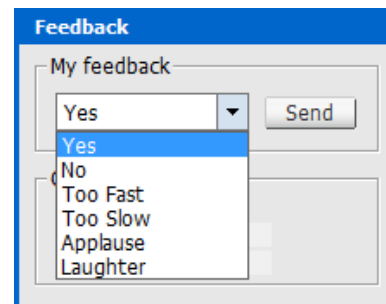 Feedback
My feedback
Yes Send
Yes
No
Too Fast
Too Slow
Applause
Laughter